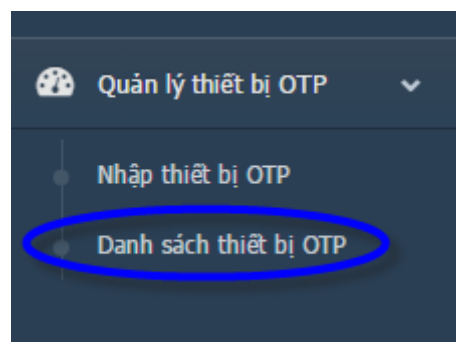 Quản lý thiết bị OTP
Nhập thiết bị OTP
Danh sách thiết bị OTP